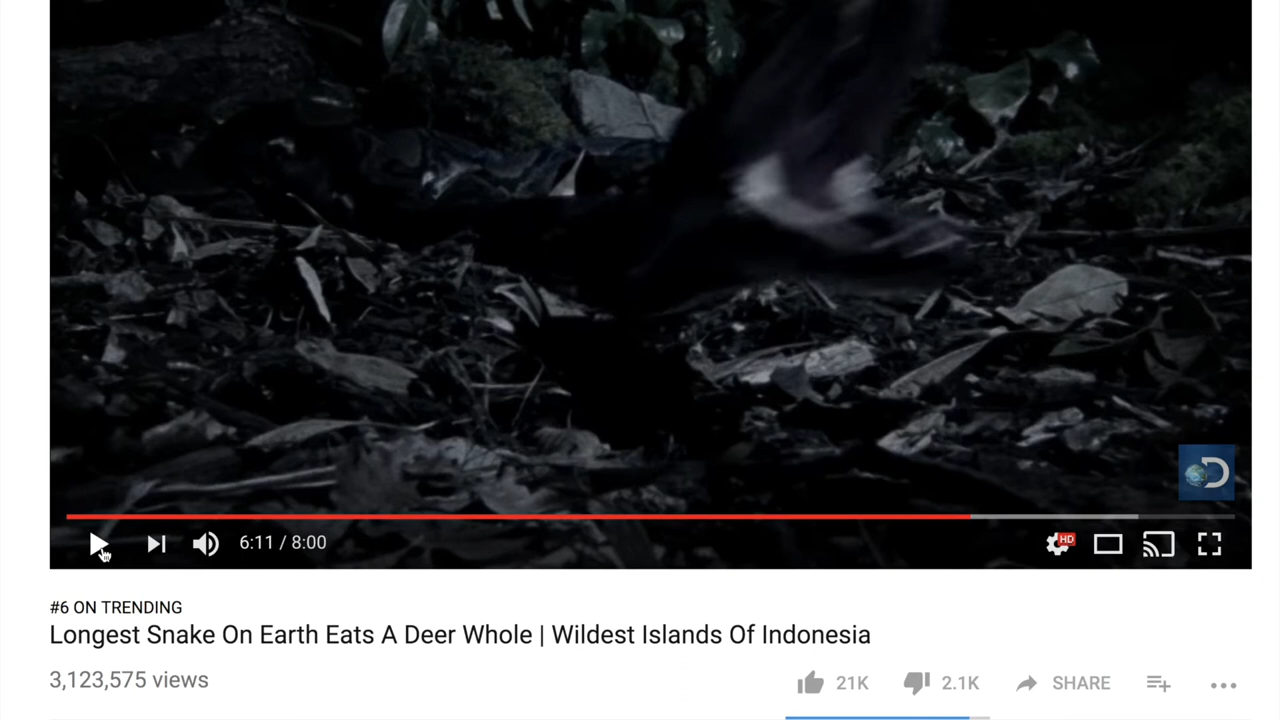 6:11 / 8:00
HD
#6 ON TRENDING
Longest Snake On Earth Eats A Deer Whole | Wildest Islands Of Indonesia
3,123,575 views
21K
2.1K
SHARE